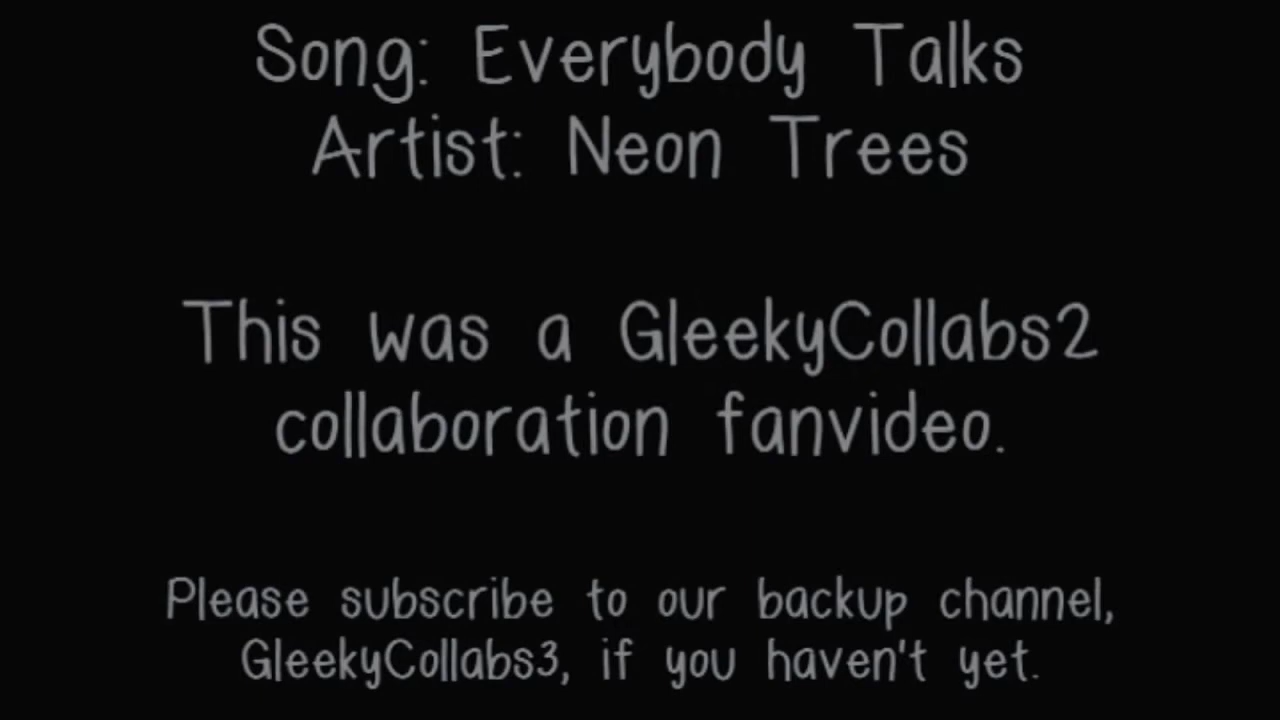 Song: Everybody Talks
Artist: Neon Trees
This was a GleekyCollabs2
collaboration fanvideo.
Please subscribe to our backup channel,
GleekyCollabs3, if you haven't yet.